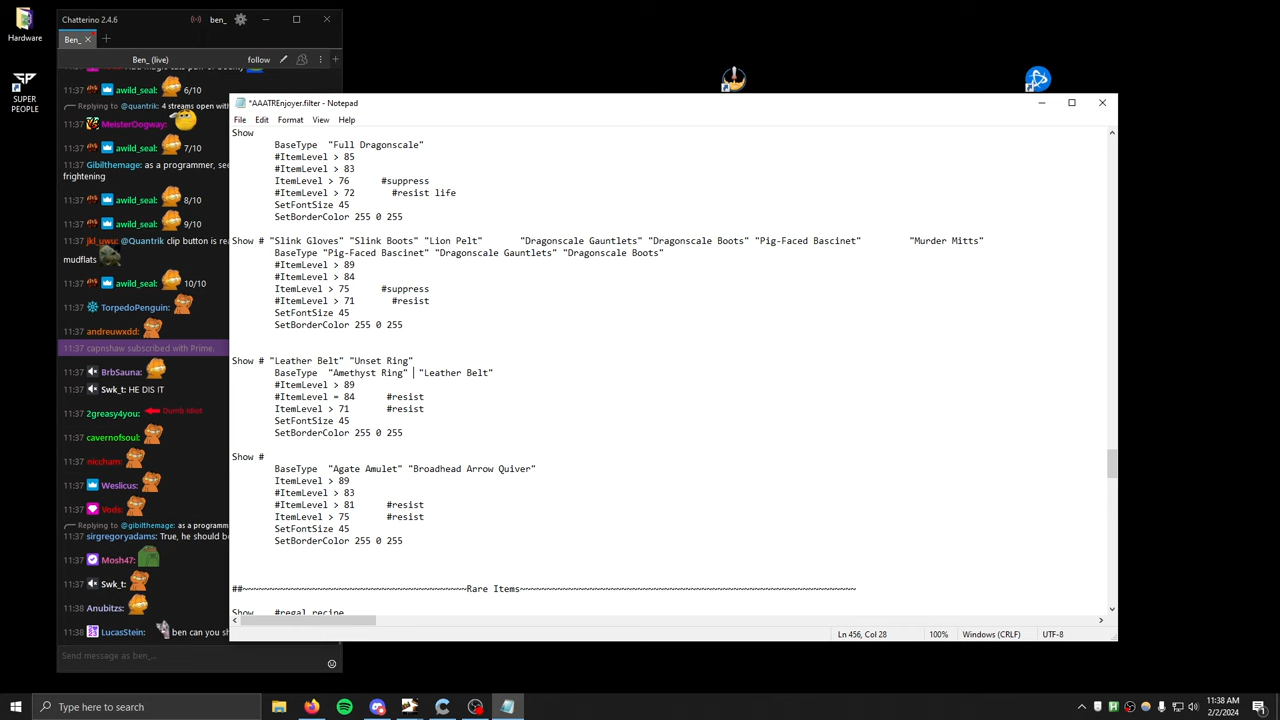 Hardware
SUPER
PEOPLE
Chatterino 2.4.6
ben_
Ben_
Ben_ (live)
follow
awild_seal: 6/10
Replying to @quantrik: 4 streams open with
11:37 MeisterDogway:
11:37 awild_seal: 7/10
11:37 Gibilthemage: as a programmer, see
frightening
11:37 awild_seal: 8/10
11:37 awild_seal: 9/10
11:37 jkl_uwu: @Quantrik clip button is rea
mudflats
11:37 awild_seal: 10/10
11:37 TorpedoPenguin:
11:37 andreuwxdd:
11:37 capnshaw subscribed with Prime.
11:37 BrbSauna:
11:37 Swk_t: HE DIS IT
11:37 2greasy4you: Dumb Idiot
11:37 cavernofsoul:
11:37 niccham:
11:37 Weslicus:
11:37 Vods:
Replying to @gibilthemage: as a programm
11:37 sirgregoryadams: True, he should be
11:37 Mosh47:
11:37 Swk_t:
11:38 Anubitzs:
11:38 LucasStein: ben can you sh
Send message as ben_...
*AAATREnjoyer.filter - Notepad
File Edit Format View Help
Show
BaseType "Full Dragonscale"
#ItemLevel > 85
#ItemLevel > 83
ItemLevel > 76 #suppress
#ItemLevel > 72 #resist life
SetFontSize 45
SetBorderColor 255 0 255
Show # "Slink Gloves" "Slink Boots" "Lion Pelt" "Dragonscale Gauntlets" "Dragonscale Boots" "Pig-Faced Bascinet" "Murder Mitts"
BaseType "Pig-Faced Bascinet" "Dragonscale Gauntlets" "Dragonscale Boots"
#ItemLevel > 89
#ItemLevel > 84
ItemLevel > 75 #suppress
#ItemLevel > 71 #resist
SetFontSize 45
SetBorderColor 255 0 255
Show # "Leather Belt" "Unset Ring"
BaseType "Amethyst Ring" "Leather Belt"
#ItemLevel > 89
#ItemLevel = 84 #resist
ItemLevel > 71 #resist
SetFontSize 45
SetBorderColor 255 0 255
Show #
BaseType "Agate Amulet" "Broadhead Arrow Quiver"
ItemLevel > 89
#ItemLevel > 83
#ItemLevel > 81 #resist
ItemLevel > 75 #resist
SetFontSize 45
SetBorderColor 255 0 255
##~~~~~~~~~~~~~~~~~~~~~~~~~~~~~~~~~~~~~~~~~~Rare Items~~~~~~~~~~~~~~~~~~~~~~~~~~~~~~~~~~~~~~~~~~~~~~~~~~~~~~~~~~~~~~~
Show #regal recipe
Ln 456, Col 28 100% Windows (CRLF) UTF-8
Type here to search
11:38 AM
2/2/2024